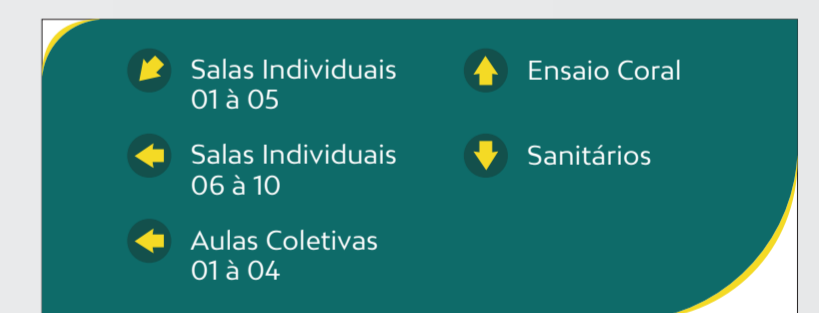 Salas Individuais
01 à 05
Salas Individuais
06 à 10
Aulas Coletivas
01 à 04
Ensaio Coral
Sanitários